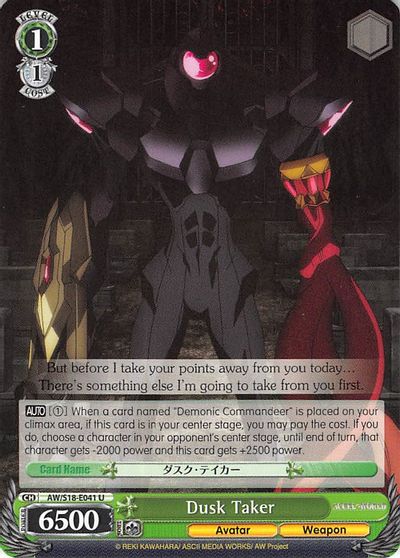 LEVEL
1
1
COST
But before I take your points away from you today…
There's something else I'm going to take from you first.
AUTO [①] When a card named "Demonic Commandeer" is placed on
climax area, if this card is in your center stage, you may pay the cost. If you
do, choose a character in your opponent's center stage, until end of turn, that
character gets -2000 power and this card gets +2500 power.
Card Name
ダスク・テイカー
CH
AW/S18-E041 U
POWER
6500
Dusk Taker
Avatar
Weapon
© REKI KAWAHARA/ ASCII MEDIA WORKS/ AW Project